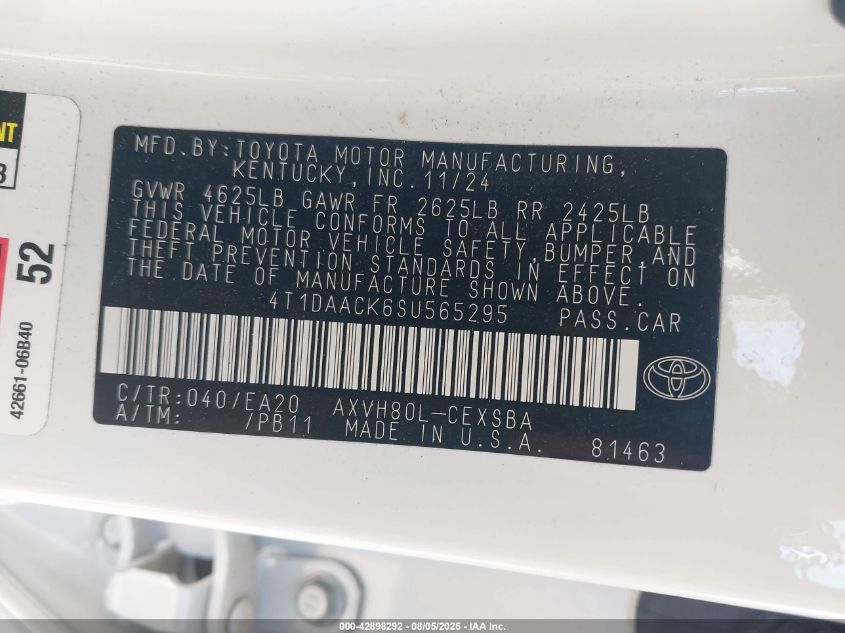 MFD.BY:TOYOTA MOTOR MANUFACTURING,
KENTUCKY,INC.11/24
GVWR 4625LB GAWR FR 2625LB RR 2425LB
THIS VEHICLE CONFORMS TO ALL APPLICABLE
FEDERAL MOTOR VEHICLE SAFETY,BUMPER,AND
THEFT PREVENTION STANDARDS IN EFFECT ON
THE DATE OF MANUFACTURE SHOWN ABOVE.
4T1DAACK6SU565295 PASS.CAR
C/TR:040/EA20 AXVH80L-CEXSBA
A/TM: /PB11 MADE IN U.S.A. 81463
NT
52
42661-06B40
000-42898292 - 08/05/2025 - IAA Inc.